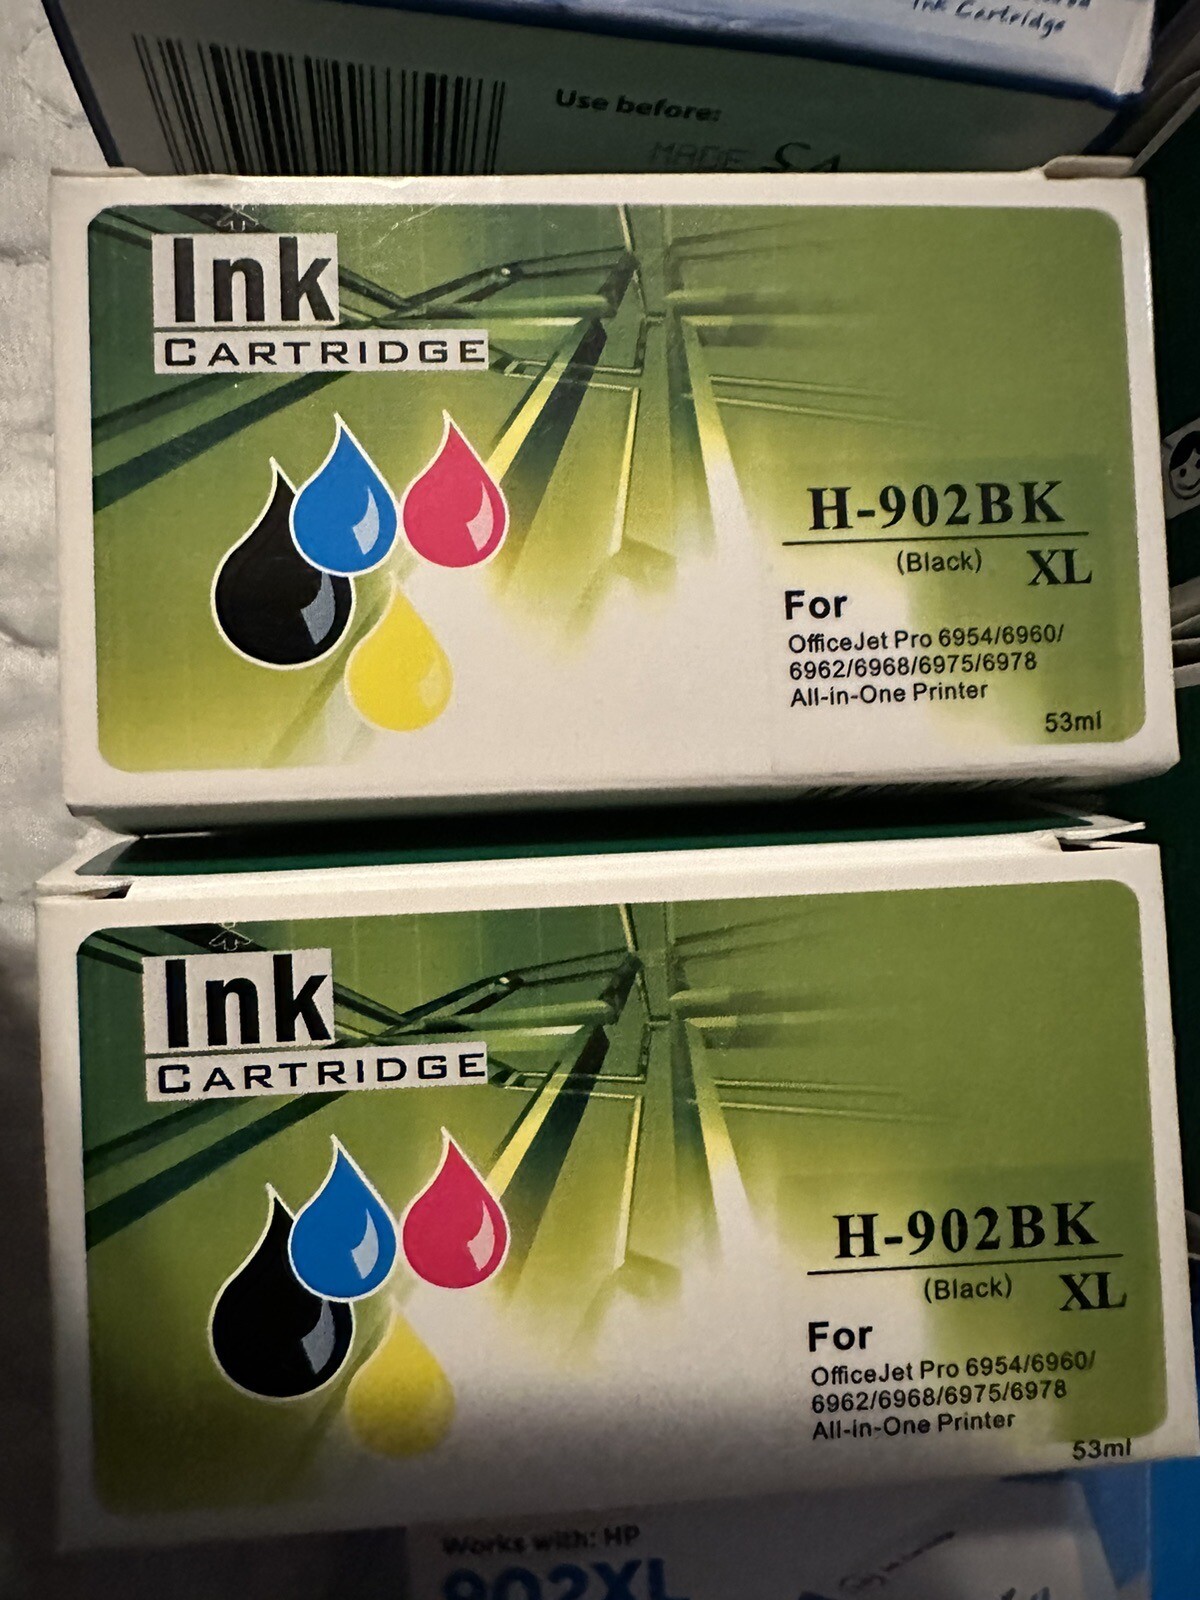 Ink Cartridge
Use before:
MADE
Ink
CARTRIDGE
H-902BK
(Black) XL
For
OfficeJet Pro 6954/6960/
6962/6968/6975/6978
All-in-One Printer
53ml
Ink
CARTRIDGE
H-902BK
(Black) XL
For
OfficeJet Pro 6954/6960/
6962/6968/6975/6978
All-in-One Printer
53ml
Works with: HP
902XL